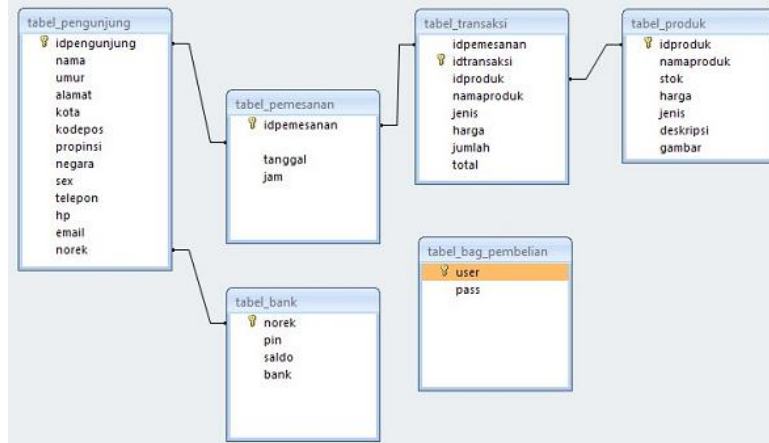 tabel_pengunjung
idpengunjung
nama
umur
alamat
kota
kodepos
propinsi
negara
sex
telepon
hp
email
norek
tabel_pemesanan
idpemesanan
tanggal
jam
tabel_bank
norek
pin
saldo
bank
tabel_transaksi
idpemesanan
idtransaksi
idproduk
namaproduk
jenis
harga
jumlah
total
tabel_bag_pembelian
user
pass
tabel_produk
idproduk
namaproduk
stok
harga
jenis
deskripsi
gambar